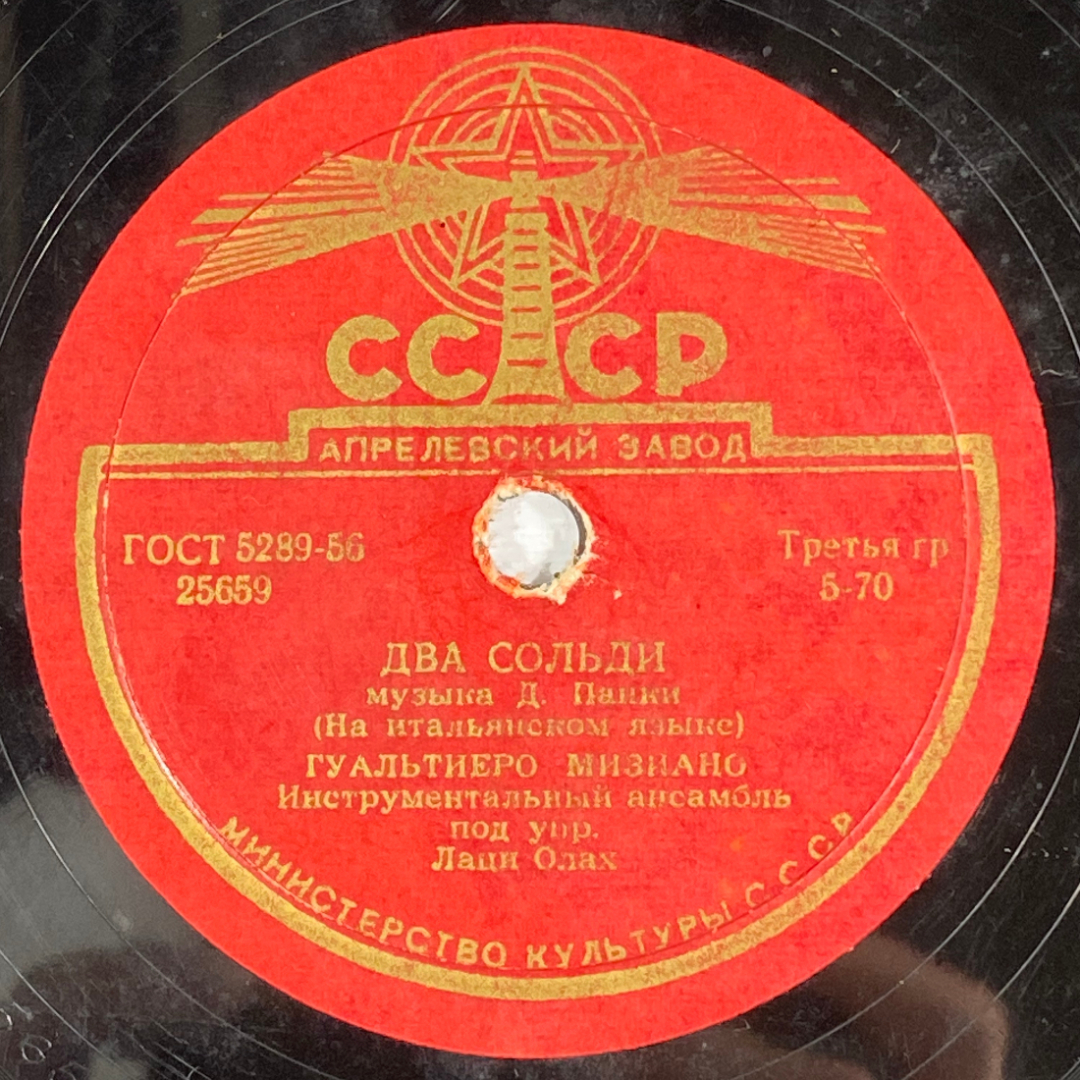 СССР
АПРЕЛЕВСКИЙ ЗАВОД
ГОСТ 5289-56
25659
Третья гр
5-70
ДВА СОЛЬДИ
музыка Д. Панки
(На итальянском языке)
ГУАЛЬТИЕРО МИЗИАНО
Инструментальный ансамбль
под упр.
Лаци Олах
МИНИСТЕРСТВО КУЛЬТУРЫ СССР